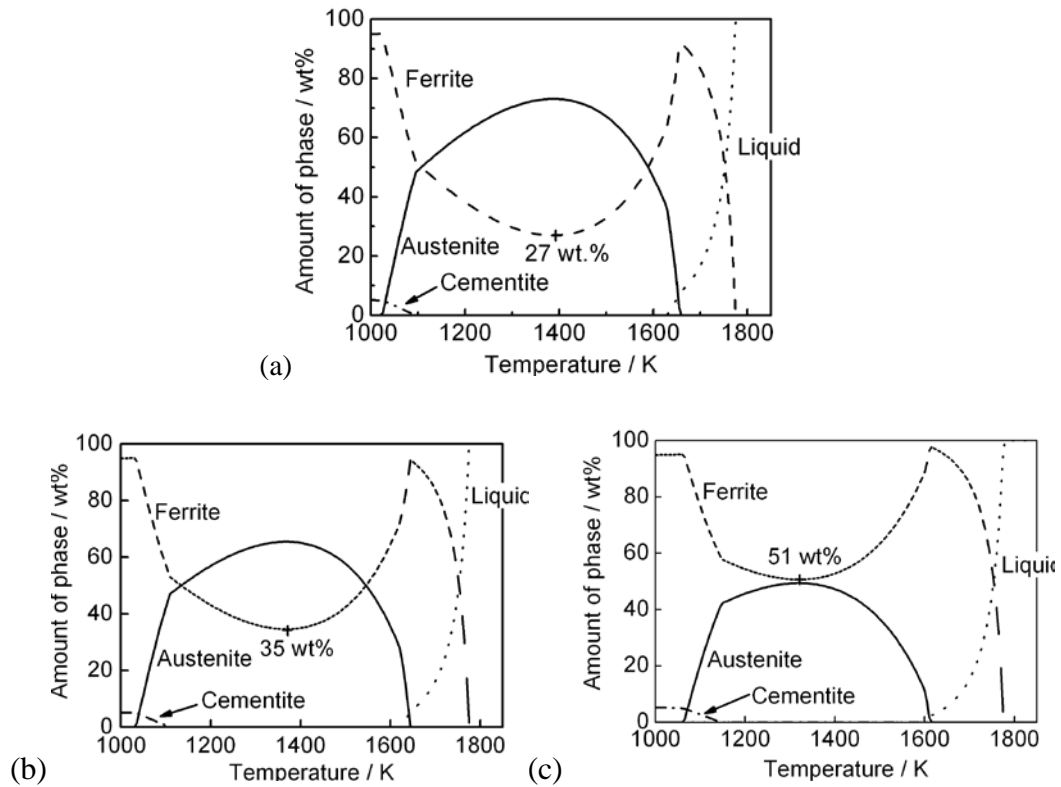 Amount of phase / wt%
100
80
60
40
20
0
Ferrite
Liquid
Austenite
27 wt.%
Cementite
1000 1200 1400 1600 1800
Temperature / K
(a)
Amount of phase / wt%
100
80
60
40
20
0
Ferrite
Liquic
Austenite
35 wt%
Cementite
1000 1200 1400 1600 1800
Temperature / K
(b)
Amount of phase / wt%
100
80
60
40
20
0
Ferrite
51 wt%
Liquid
Austenite
Cementite
1000 1200 1400 1600 1800
Temperature / K
(c)